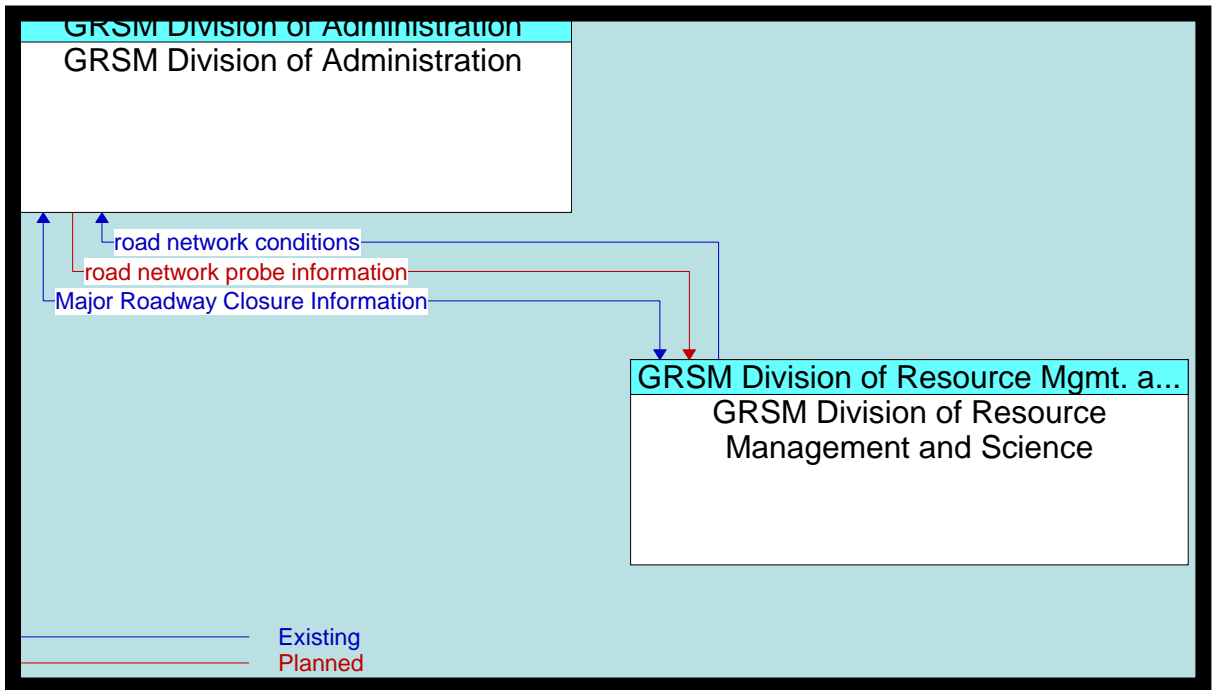 GRSM Division of Administration
GRSM Division of Administration
road network conditions
road network probe information
Major Roadway Closure Information
GRSM Division of Resource Mgmt. a...
GRSM Division of Resource
Management and Science
Existing
Planned